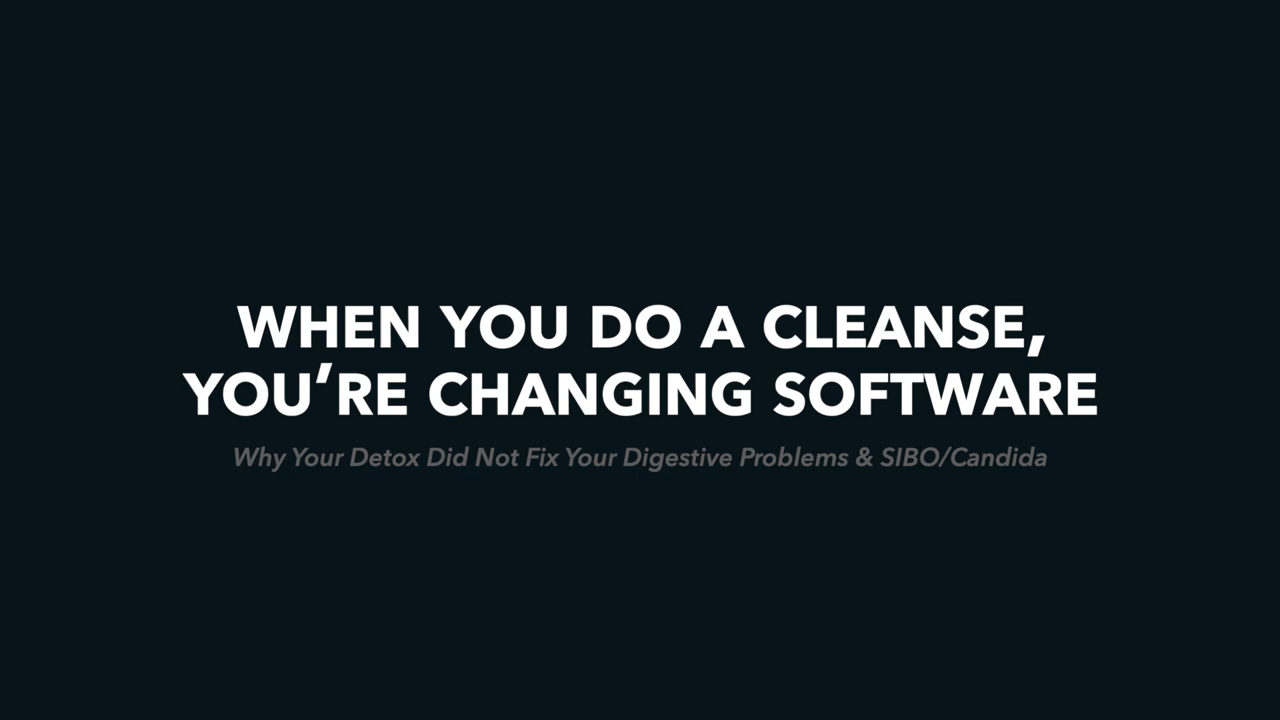 WHEN YOU DO A CLEANSE,
YOU’RE CHANGING SOFTWARE
Why Your Detox Did Not Fix Your Digestive Problems & SIBO/Candida